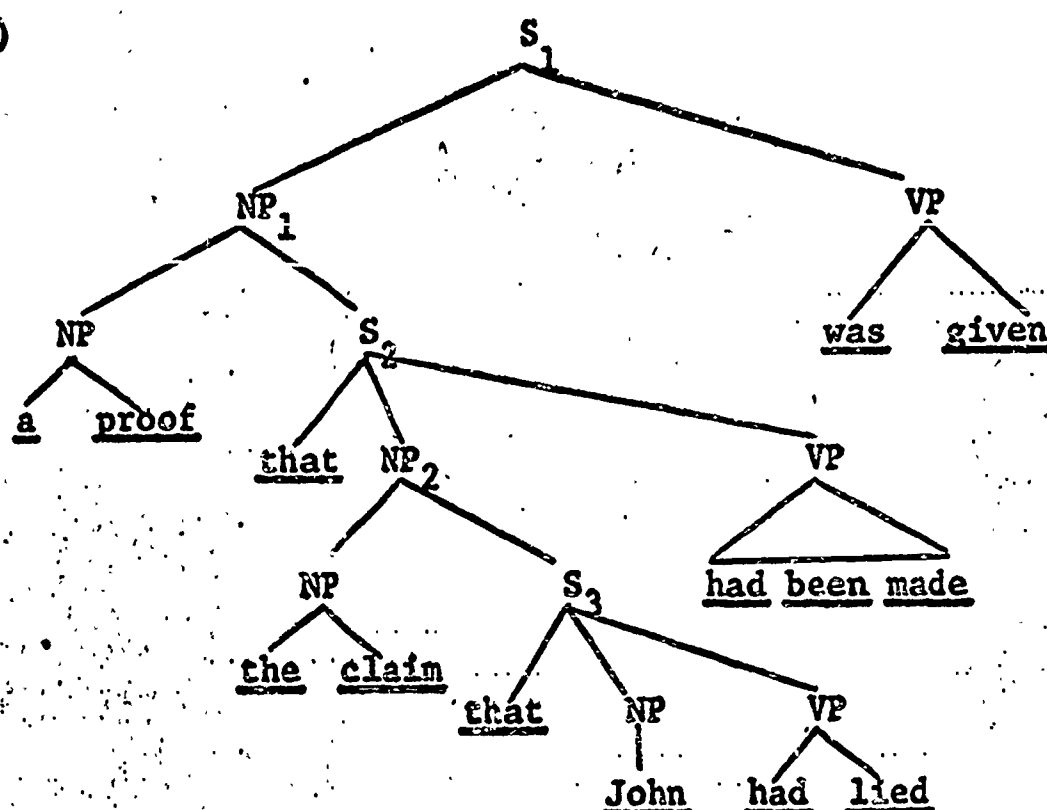 )
S1
NP1 VP
NP S2 was given
a proof
that NP2 VP
NP S3 had been made
the claim
that NP VP
John had lied